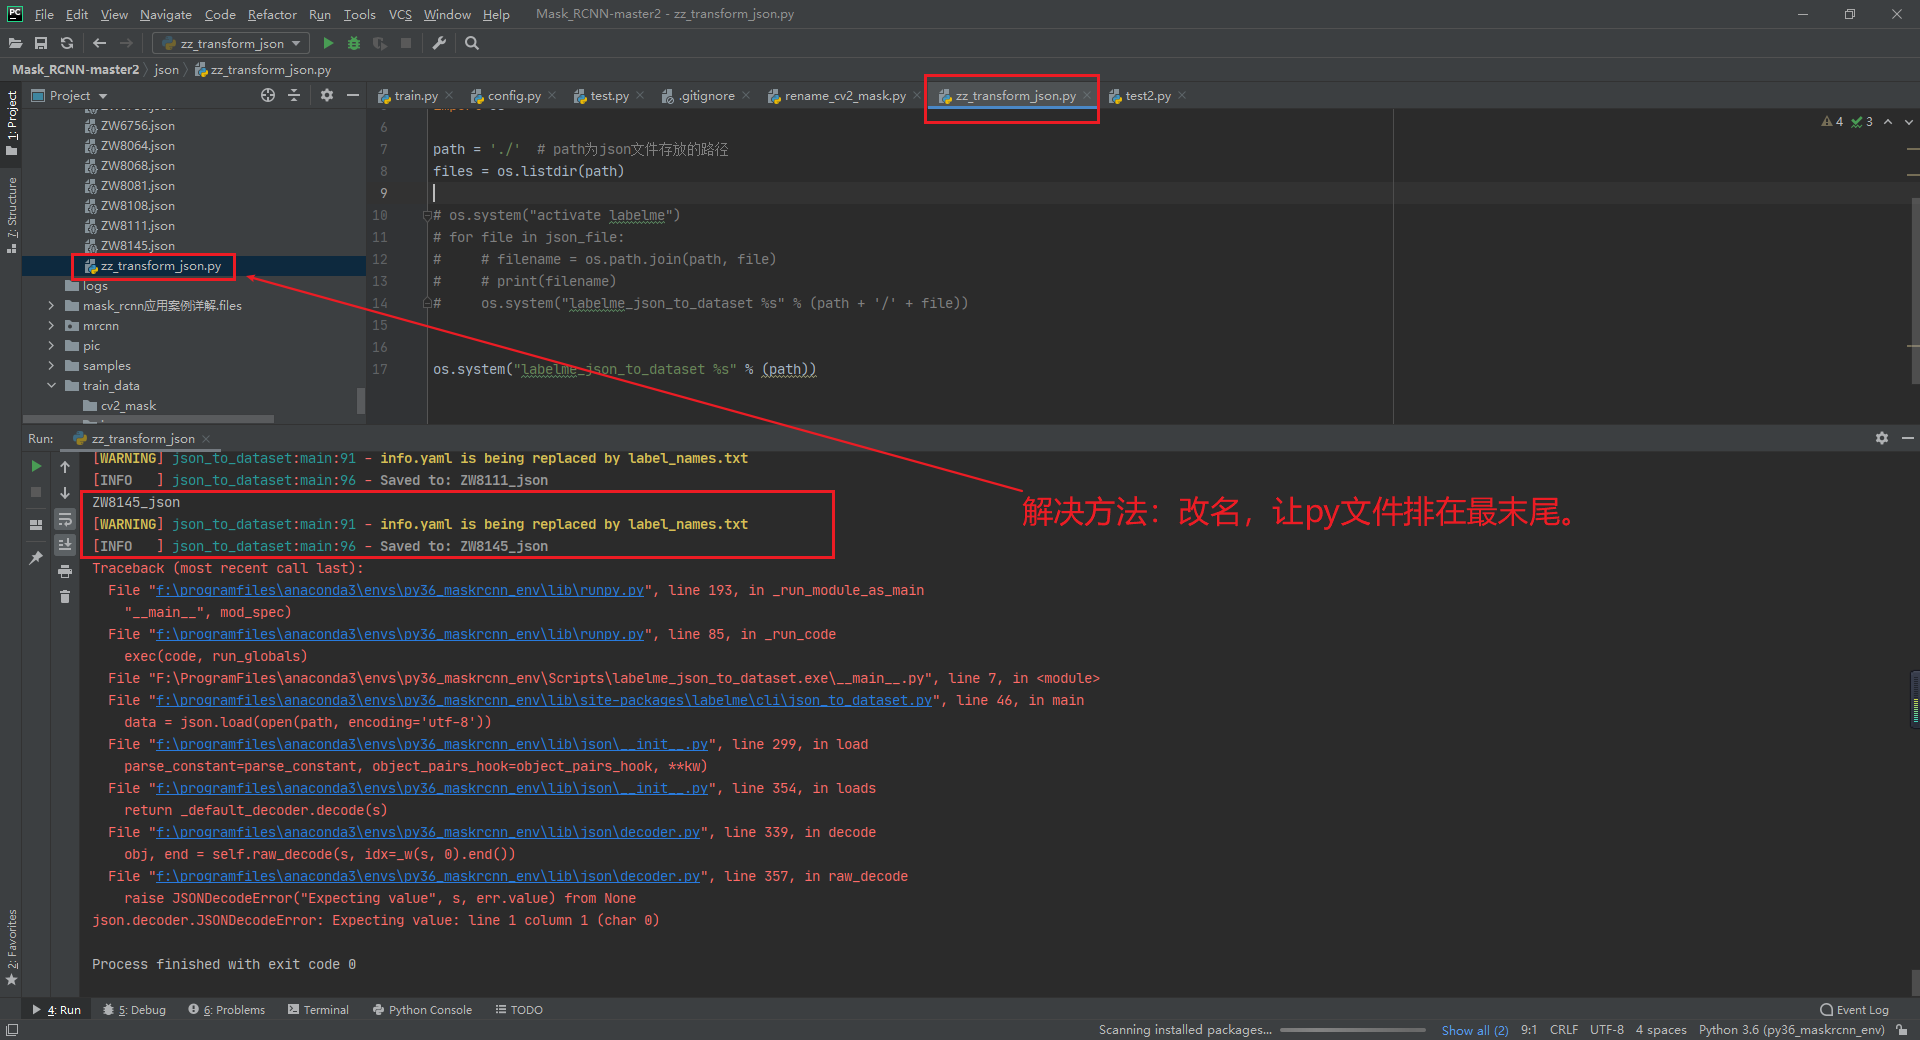 File Edit View Navigate Code Refactor Run Tools VCS Window Help Mask_RCNN-master2 - zz_transform_json.py
zz_transform_json
Mask_RCNN-master2 json zz_transform_json.py
Project
train.py config.py test.py .gitignore rename_cv2_mask.py zz_transform_json.py test2.py
1: Project
7: Structure
2: Favorites
ZW6756.json
ZW8064.json
ZW8068.json
ZW8081.json
ZW8108.json
ZW8111.json
ZW8145.json
zz_transform_json.py
logs
mask_rcnn应用案例详解.files
mrcnn
pic
samples
train_data
cv2_mask
4 3
6
7 path = './' # path为json文件存放的路径
8 files = os.listdir(path)
9
10 # os.system("activate labelme")
11 # for file in json_file:
12 #     # filename = os.path.join(path, file)
13 #     # print(filename)
14 #     os.system("labelme_json_to_dataset %s" % (path + '/' + file))
15
16
17 os.system("labelme_json_to_dataset %s" % (path))
Run: zz_transform_json
[WARNING] json_to_dataset:main:91 - info.yaml is being replaced by label_names.txt
[INFO   ] json_to_dataset:main:96 - Saved to: ZW8111_json
ZW8145_json
[WARNING] json_to_dataset:main:91 - info.yaml is being replaced by label_names.txt
[INFO   ] json_to_dataset:main:96 - Saved to: ZW8145_json
解决方法：改名，让py文件排在最末尾。
Traceback (most recent call last):
File "f:\programfiles\anaconda3\envs\py36_maskrcnn_env\lib\runpy.py", line 193, in _run_module_as_main
"__main__", mod_spec)
File "f:\programfiles\anaconda3\envs\py36_maskrcnn_env\lib\runpy.py", line 85, in _run_code
exec(code, run_globals)
File "F:\ProgramFiles\anaconda3\envs\py36_maskrcnn_env\Scripts\labelme_json_to_dataset.exe\__main__.py", line 7, in <module>
File "f:\programfiles\anaconda3\envs\py36_maskrcnn_env\lib\site-packages\labelme\cli\json_to_dataset.py", line 46, in main
data = json.load(open(path, encoding='utf-8'))
File "f:\programfiles\anaconda3\envs\py36_maskrcnn_env\lib\json\__init__.py", line 299, in load
parse_constant=parse_constant, object_pairs_hook=object_pairs_hook, **kw)
File "f:\programfiles\anaconda3\envs\py36_maskrcnn_env\lib\json\__init__.py", line 354, in loads
return _default_decoder.decode(s)
File "f:\programfiles\anaconda3\envs\py36_maskrcnn_env\lib\json\decoder.py", line 339, in decode
obj, end = self.raw_decode(s, idx=_w(s, 0).end())
File "f:\programfiles\anaconda3\envs\py36_maskrcnn_env\lib\json\decoder.py", line 357, in raw_decode
raise JSONDecodeError("Expecting value", s, err.value) from None
json.decoder.JSONDecodeError: Expecting value: line 1 column 1 (char 0)
Process finished with exit code 0
4: Run 5: Debug 6: Problems Terminal Python Console TODO Event Log
Scanning installed packages... Show all (2) 9:1 CRLF UTF-8 4 spaces Python 3.6 (py36_maskrcnn_env)